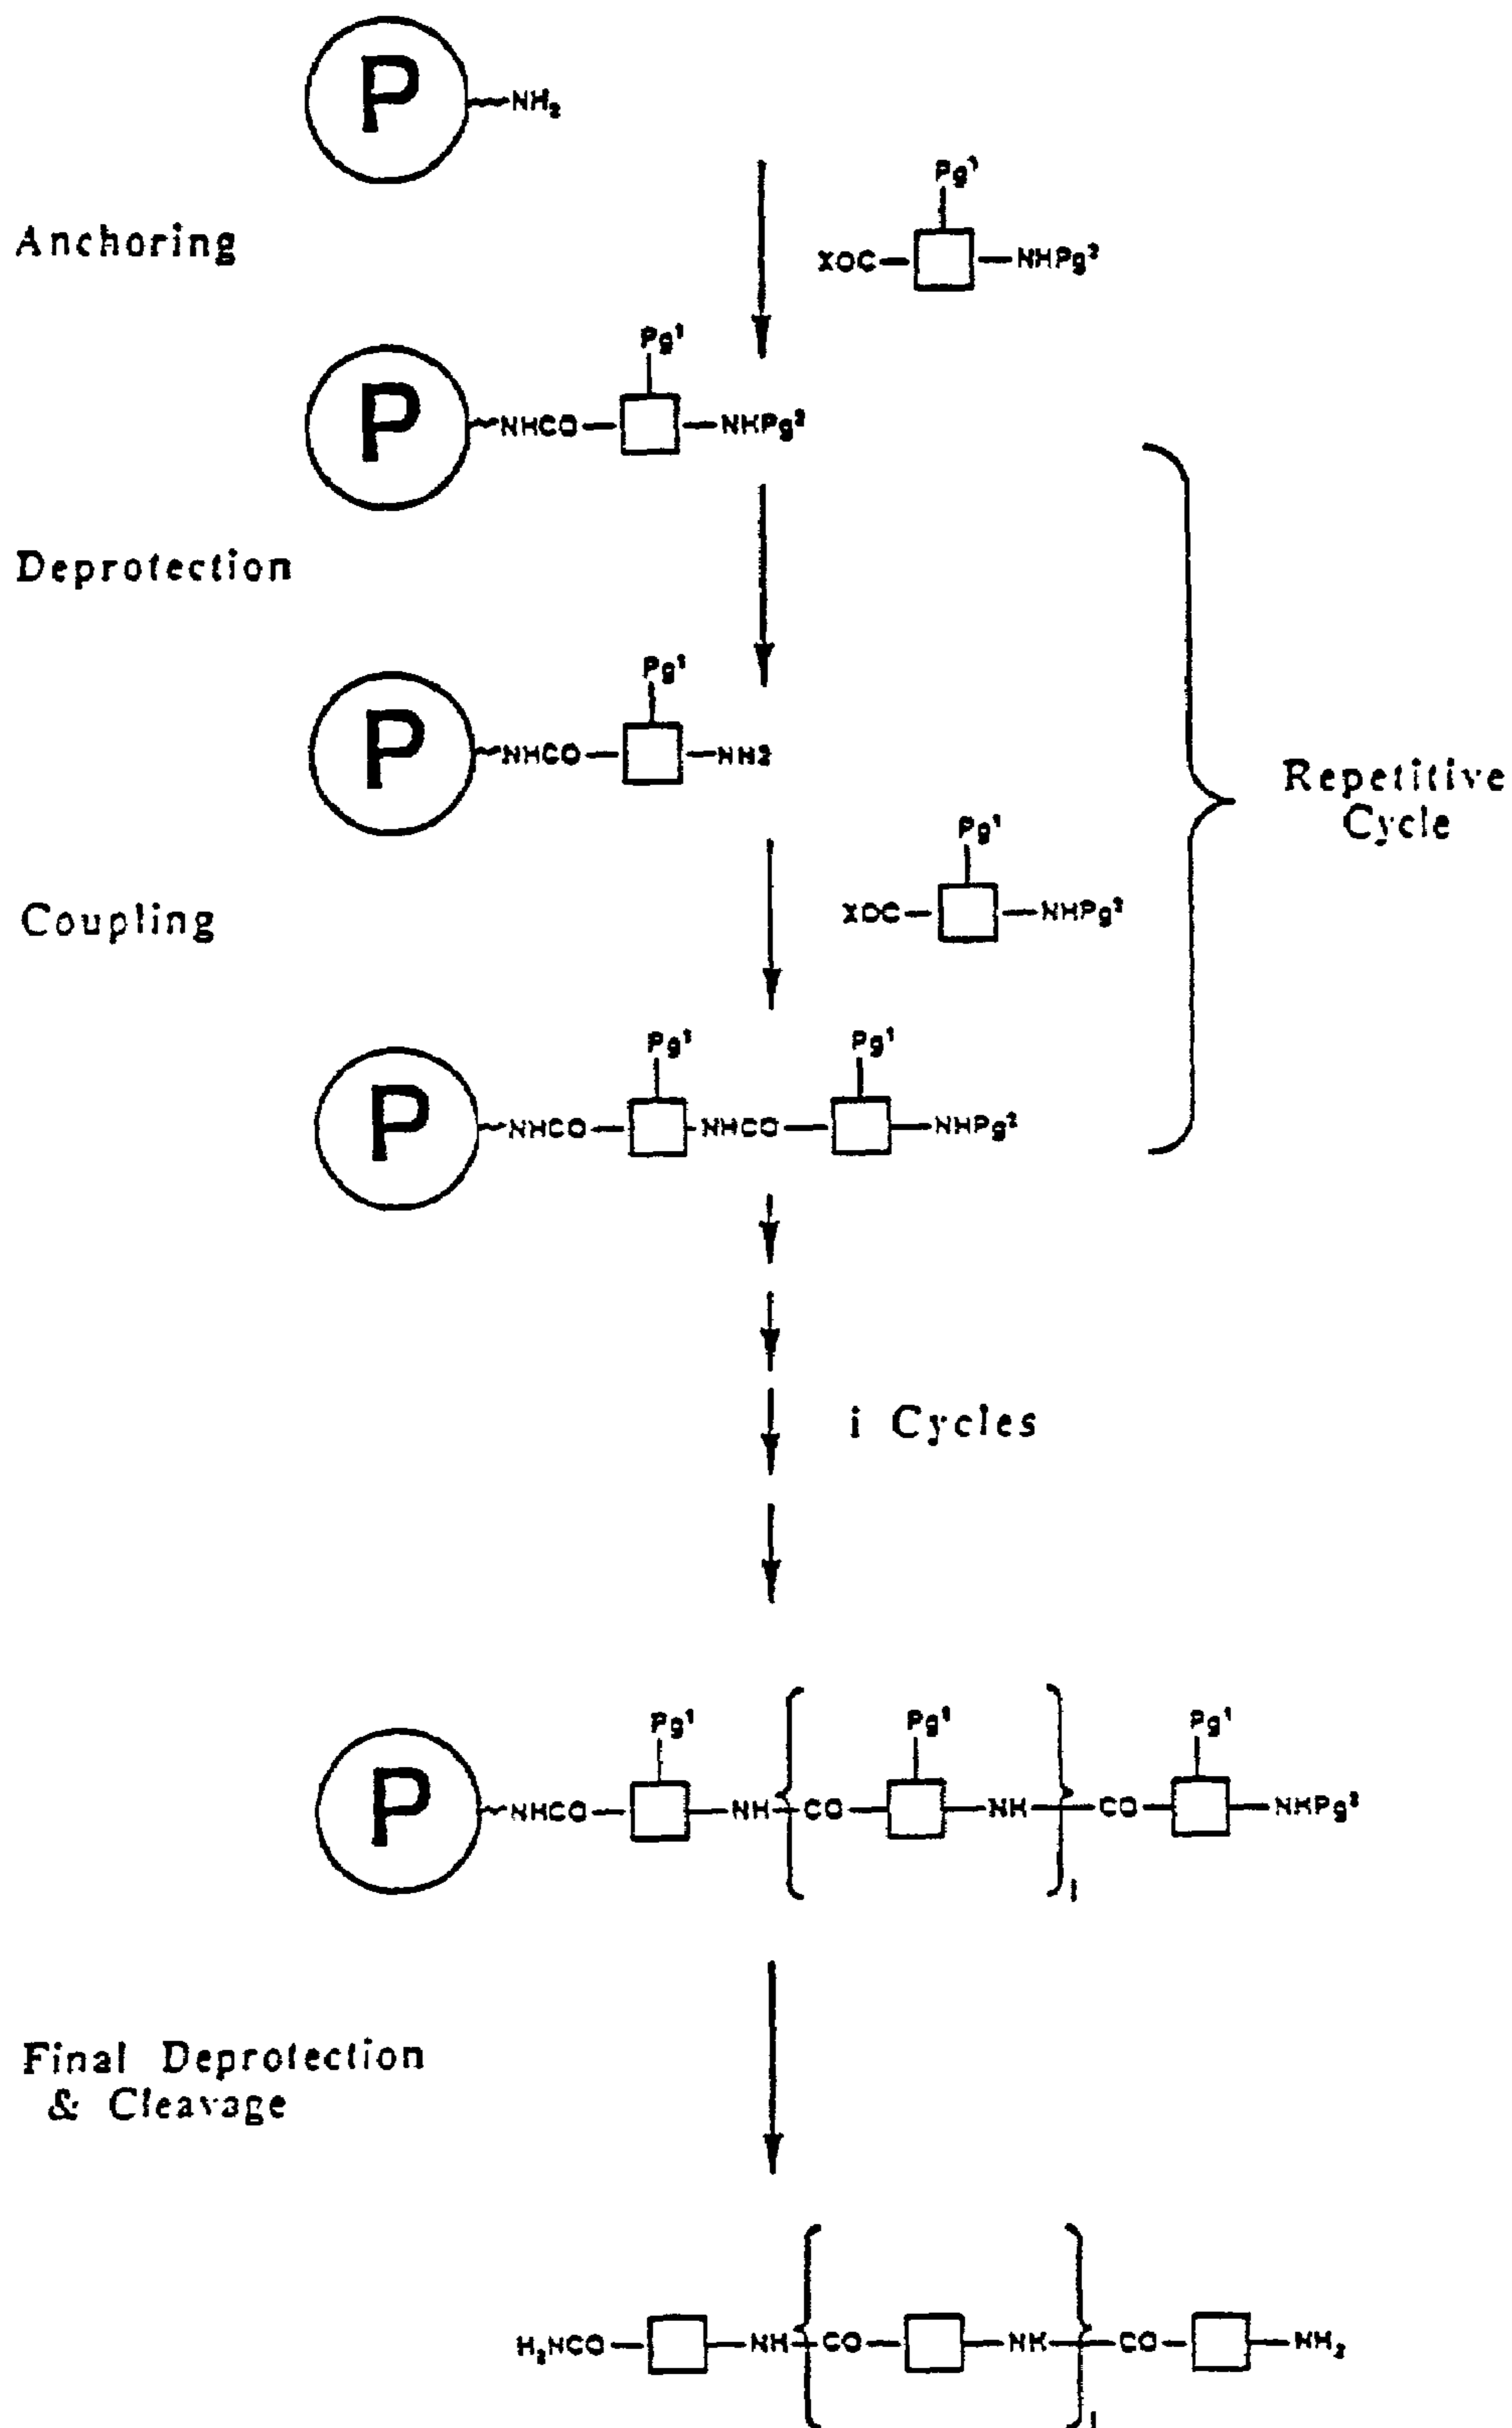 P ~NH₂
Pg¹
Anchoring
XOC— —NHPg²
Pg¹
P ~NHCO— —NHPg²
Deprotection
Pg¹
P ~NHCO— —NH2
Repetitive
Cycle
Pg¹
Coupling
XOC— —NHPg²
Pg¹ Pg¹
P ~NHCO— -NHCO— —NHPg²
i Cycles
Pg¹ Pg¹ Pg¹
P ~NHCO— —NH { CO— —NH } i CO— —NHPg²
Final Deprotection
& Cleavage
H₂NCO— —NH { CO— —NH } i CO— —NH₂